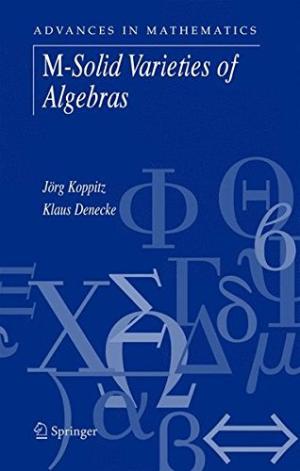 ADVANCES IN MATHEMATICS
M-Solid Varieties of
Algebras
Jörg Koppitz
Klaus Denecke
Springer